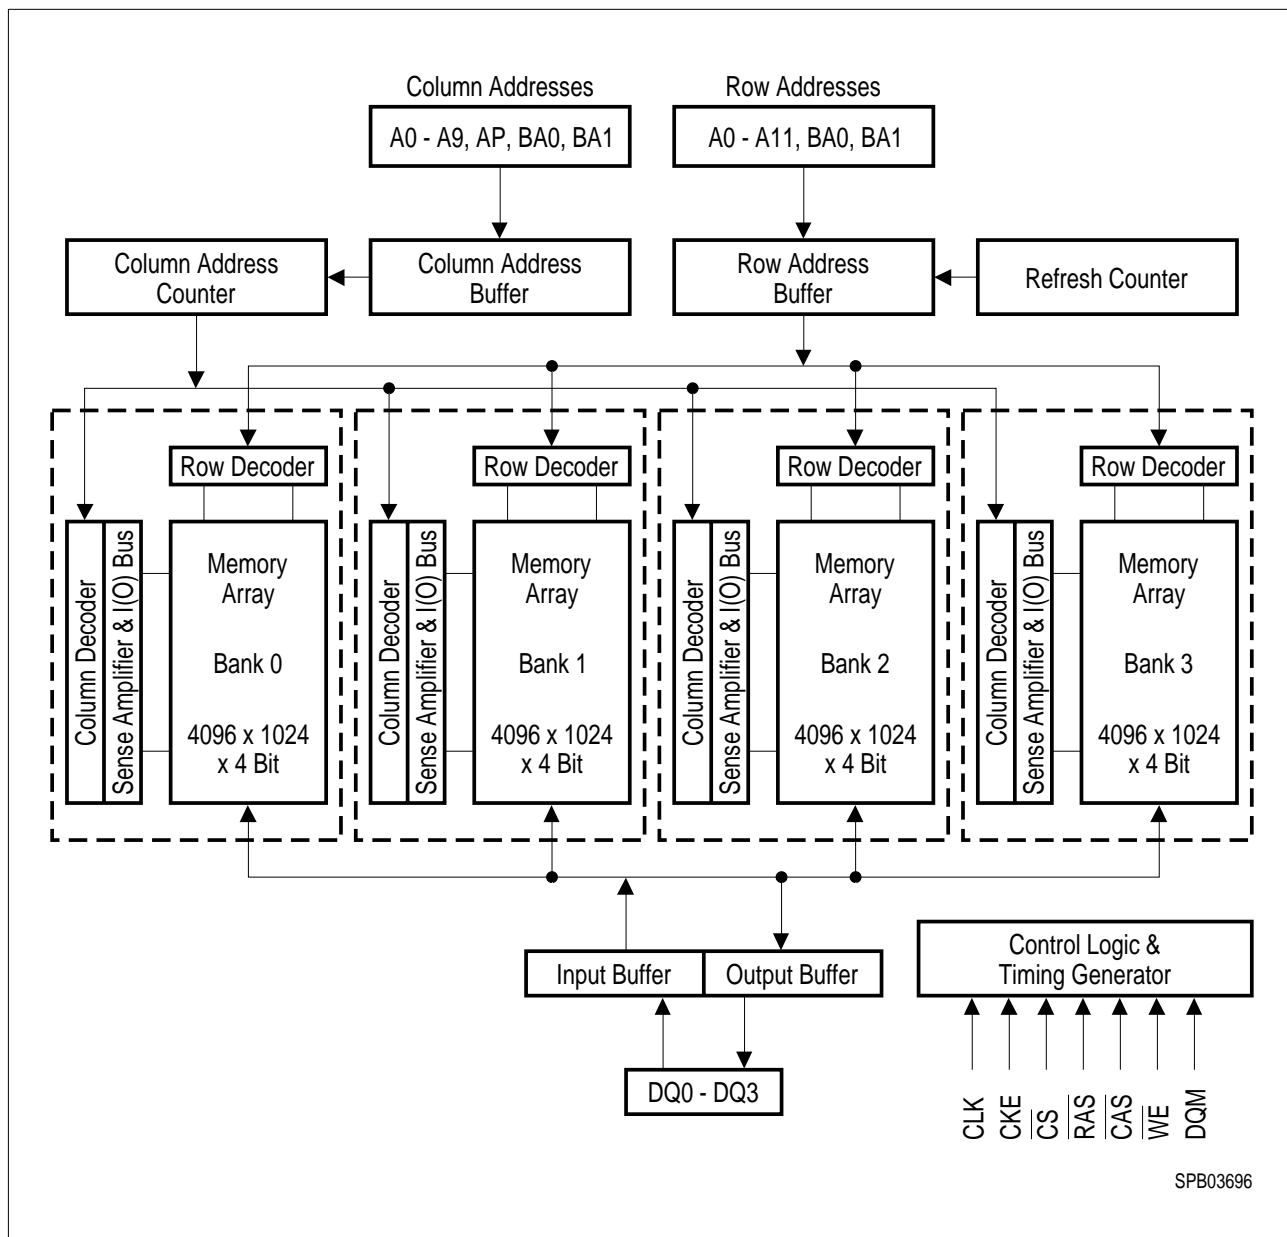 Column Addresses
A0 - A9, AP, BA0, BA1
Row Addresses
A0 - A11, BA0, BA1
Column Address
Counter
Column Address
Buffer
Row Address
Buffer
Refresh Counter
Row Decoder
Column Decoder
Sense Amplifier & I(O) Bus
Memory
Array
Bank 0
4096 x 1024
x 4 Bit
Row Decoder
Column Decoder
Sense Amplifier & I(O) Bus
Memory
Array
Bank 1
4096 x 1024
x 4 Bit
Row Decoder
Column Decoder
Sense Amplifier & I(O) Bus
Memory
Array
Bank 2
4096 x 1024
x 4 Bit
Row Decoder
Column Decoder
Sense Amplifier & I(O) Bus
Memory
Array
Bank 3
4096 x 1024
x 4 Bit
Input Buffer
Output Buffer
DQ0 - DQ3
Control Logic &
Timing Generator
CLK
CKE
C̅S̅
R̅A̅S̅
C̅A̅S̅
W̅E̅
DQM
SPB03696